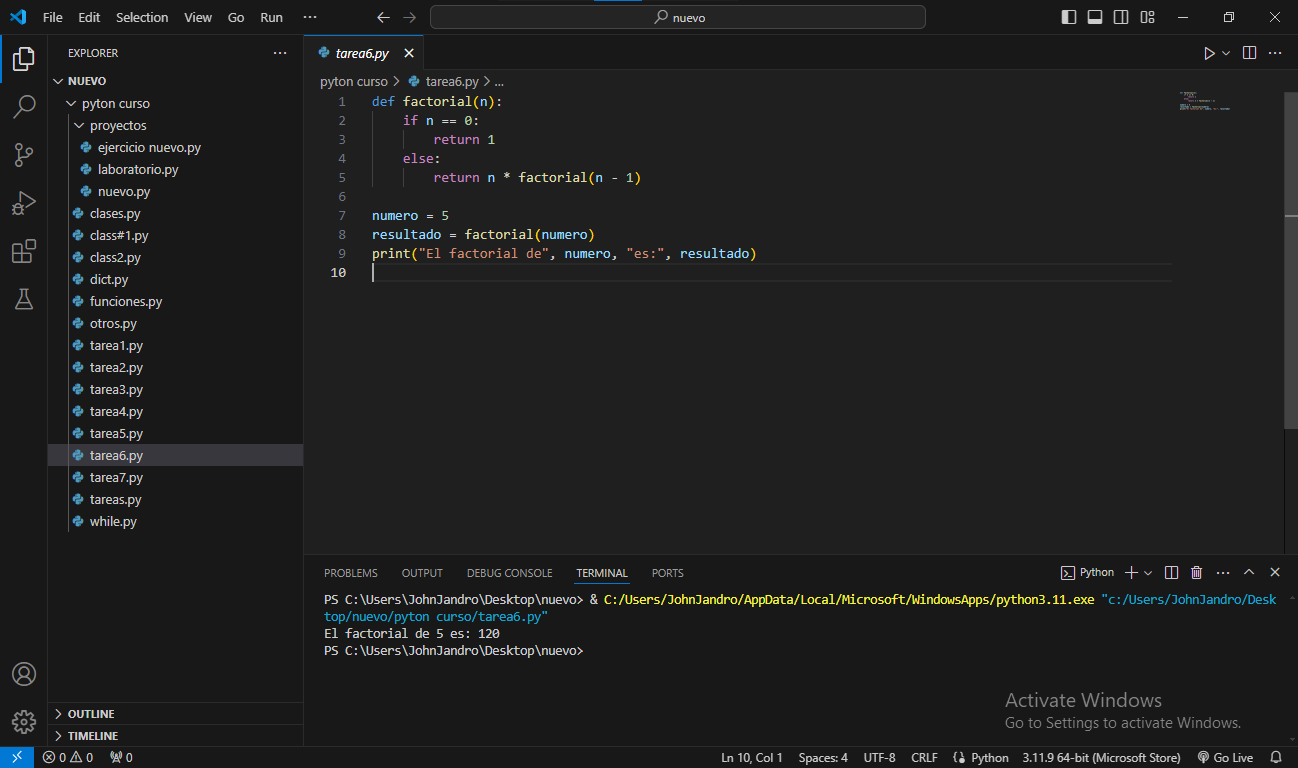 File Edit Selection View Go Run ··· nuevo
EXPLORER ···
NUEVO
pyton curso
proyectos
ejercicio nuevo.py
laboratorio.py
nuevo.py
clases.py
class#1.py
class2.py
dict.py
funciones.py
otros.py
tarea1.py
tarea2.py
tarea3.py
tarea4.py
tarea5.py
tarea6.py
tarea7.py
tareas.py
while.py
OUTLINE
TIMELINE
tarea6.py
pyton curso > tarea6.py > ...
1 def factorial(n):
2     if n == 0:
3         return 1
4     else:
5         return n * factorial(n - 1)
6
7 numero = 5
8 resultado = factorial(numero)
9 print("El factorial de", numero, "es:", resultado)
10
PROBLEMS OUTPUT DEBUG CONSOLE TERMINAL PORTS Python
PS C:\Users\JohnJandro\Desktop\nuevo> & C:/Users/JohnJandro/AppData/Local/Microsoft/WindowsApps/python3.11.exe "c:/Users/JohnJandro/Desk
top/nuevo/pyton curso/tarea6.py"
El factorial de 5 es: 120
PS C:\Users\JohnJandro\Desktop\nuevo>
Activate Windows
Go to Settings to activate Windows.
0 0 0 Ln 10, Col 1 Spaces: 4 UTF-8 CRLF Python 3.11.9 64-bit (Microsoft Store) Go Live